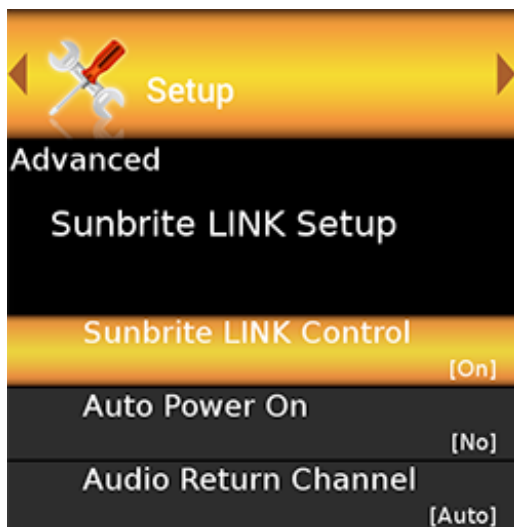 Setup
Advanced
Sunbrite LINK Setup
Sunbrite LINK Control
[On]
Auto Power On
[No]
Audio Return Channel
[Auto]